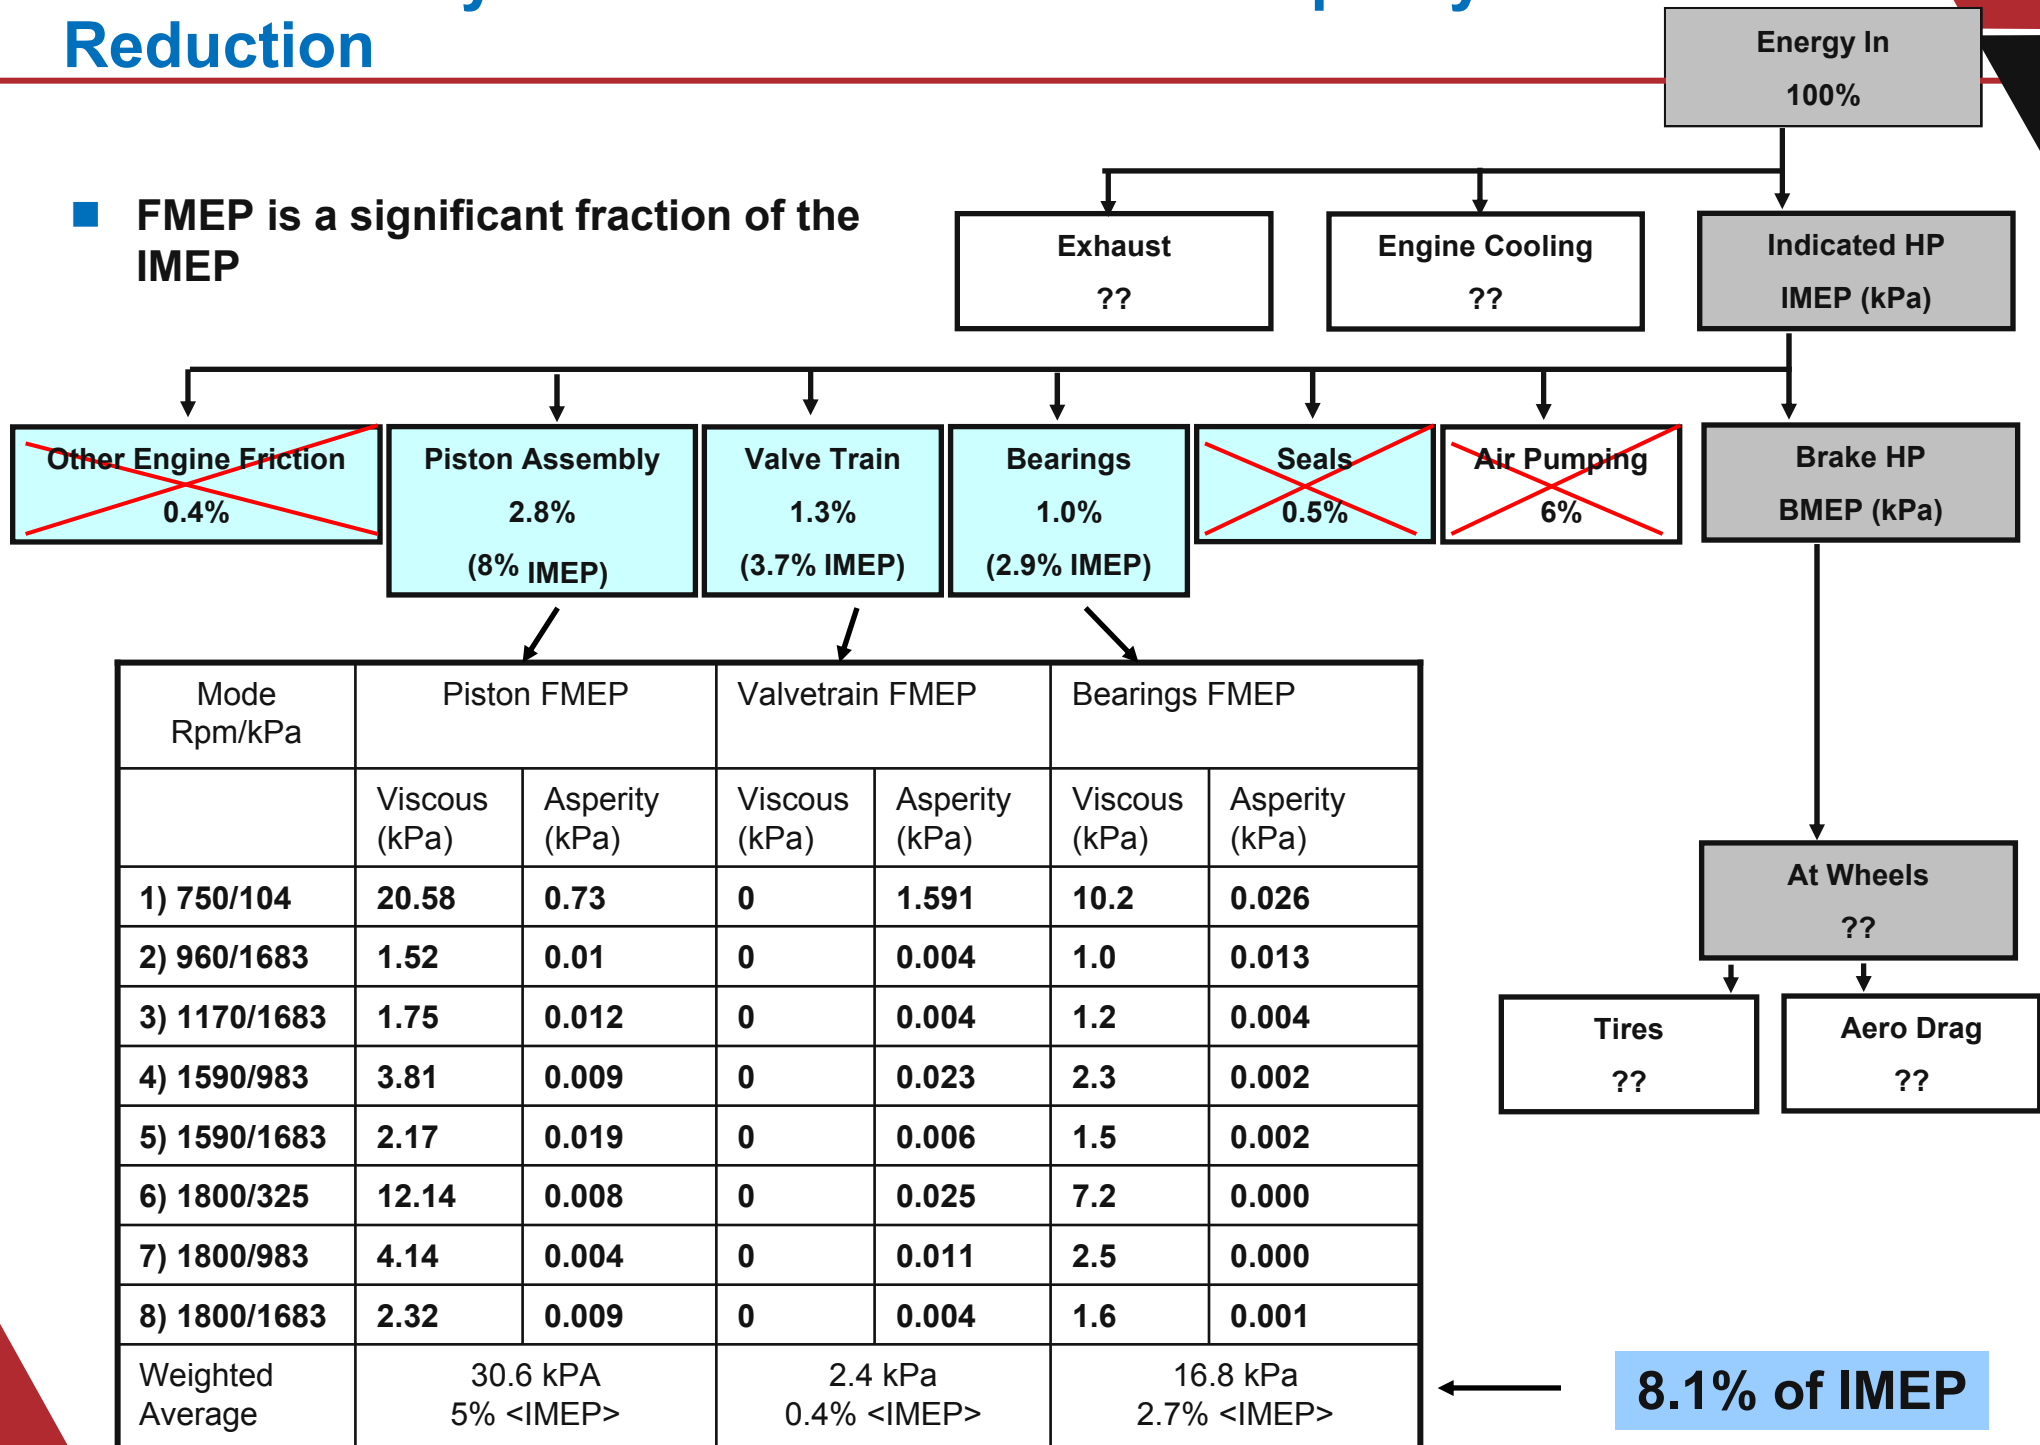 Reduction
Energy In
100%
FMEP is a significant fraction of the
IMEP
Exhaust
??
Engine Cooling
??
Indicated HP
IMEP (kPa)
Other Engine Friction
0.4%
Piston Assembly
2.8%
(8% IMEP)
Valve Train
1.3%
(3.7% IMEP)
Bearings
1.0%
(2.9% IMEP)
Seals
0.5%
Air Pumping
6%
Brake HP
BMEP (kPa)
At Wheels
??
Tires
??
Aero Drag
??
Mode
Rpm/kPa
Piston FMEP
Valvetrain FMEP
Bearings FMEP
Viscous
(kPa)
Asperity
(kPa)
Viscous
(kPa)
Asperity
(kPa)
Viscous
(kPa)
Asperity
(kPa)
1) 750/104 20.58 0.73 0 1.591 10.2 0.026
2) 960/1683 1.52 0.01 0 0.004 1.0 0.013
3) 1170/1683 1.75 0.012 0 0.004 1.2 0.004
4) 1590/983 3.81 0.009 0 0.023 2.3 0.002
5) 1590/1683 2.17 0.019 0 0.006 1.5 0.002
6) 1800/325 12.14 0.008 0 0.025 7.2 0.000
7) 1800/983 4.14 0.004 0 0.011 2.5 0.000
8) 1800/1683 2.32 0.009 0 0.004 1.6 0.001
Weighted
Average
30.6 kPA
5% <IMEP>
2.4 kPa
0.4% <IMEP>
16.8 kPa
2.7% <IMEP>
8.1% of IMEP